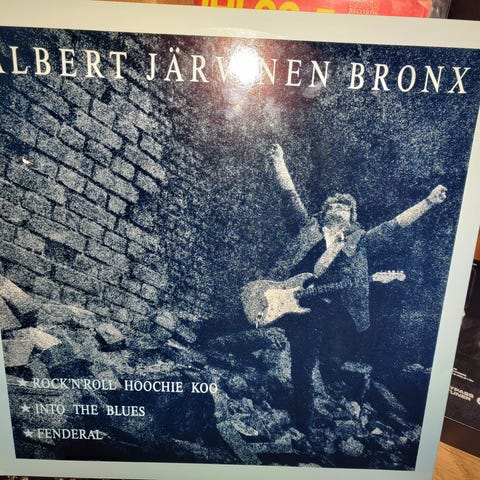 ALBERT JÄRVINEN BRONX
★ ROCK'N'ROLL HOOCHIE KOO
★ INTO THE BLUES
★ FENDERAL